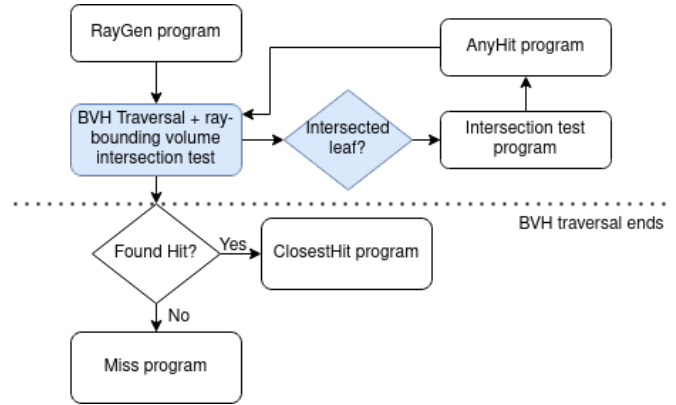 RayGen program
AnyHit program
BVH Traversal + ray-
bounding volume
intersection test
Intersected
leaf?
Intersection test
program
BVH traversal ends
Found Hit?
Yes
ClosestHit program
No
Miss program